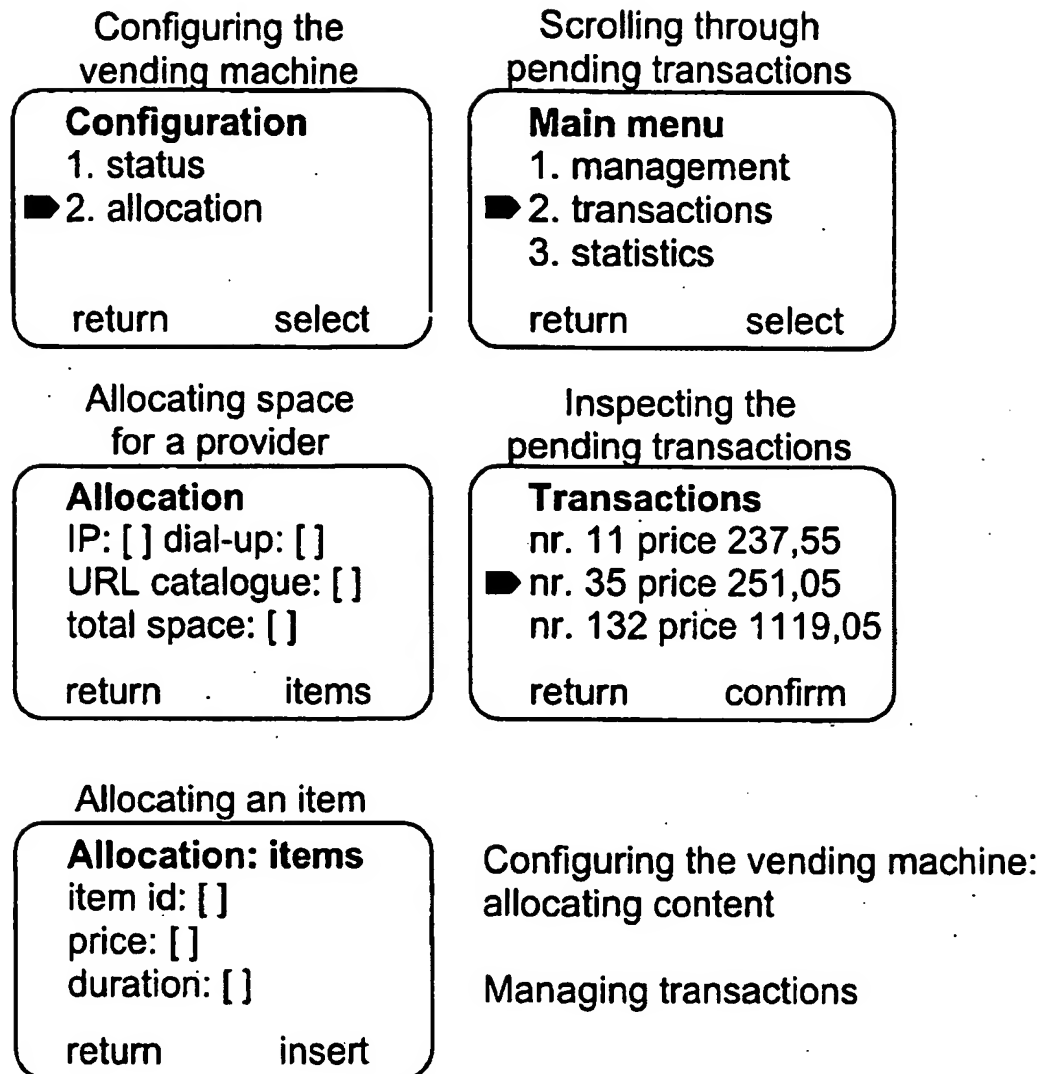 Configuring the
vending machine
Configuration
1. status
2. allocation
return select
Scrolling through
pending transactions
Main menu
1. management
2. transactions
3. statistics
return select
Allocating space
for a provider
Allocation
IP: [ ] dial-up: [ ]
URL catalogue: [ ]
total space: [ ]
return items
Inspecting the
pending transactions
Transactions
nr. 11 price 237,55
nr. 35 price 251,05
nr. 132 price 1119,05
return confirm
Allocating an item
Allocation: items
item id: [ ]
price: [ ]
duration: [ ]
return insert
Configuring the vending machine:
allocating content
Managing transactions